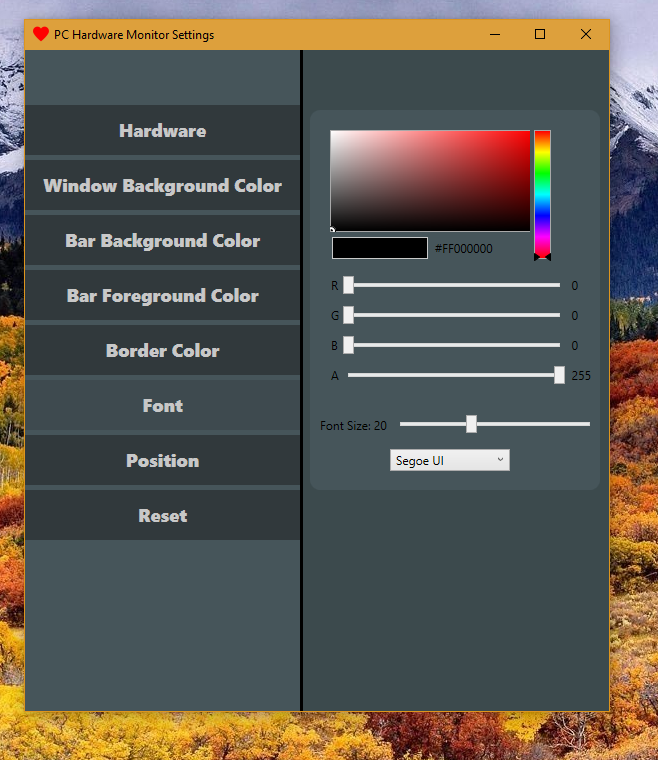 PC Hardware Monitor Settings
Hardware
Window Background Color
Bar Background Color
Bar Foreground Color
Border Color
Font
Position
Reset
#FF000000
R 0
G 0
B 0
A 255
Font Size: 20
Segoe UI